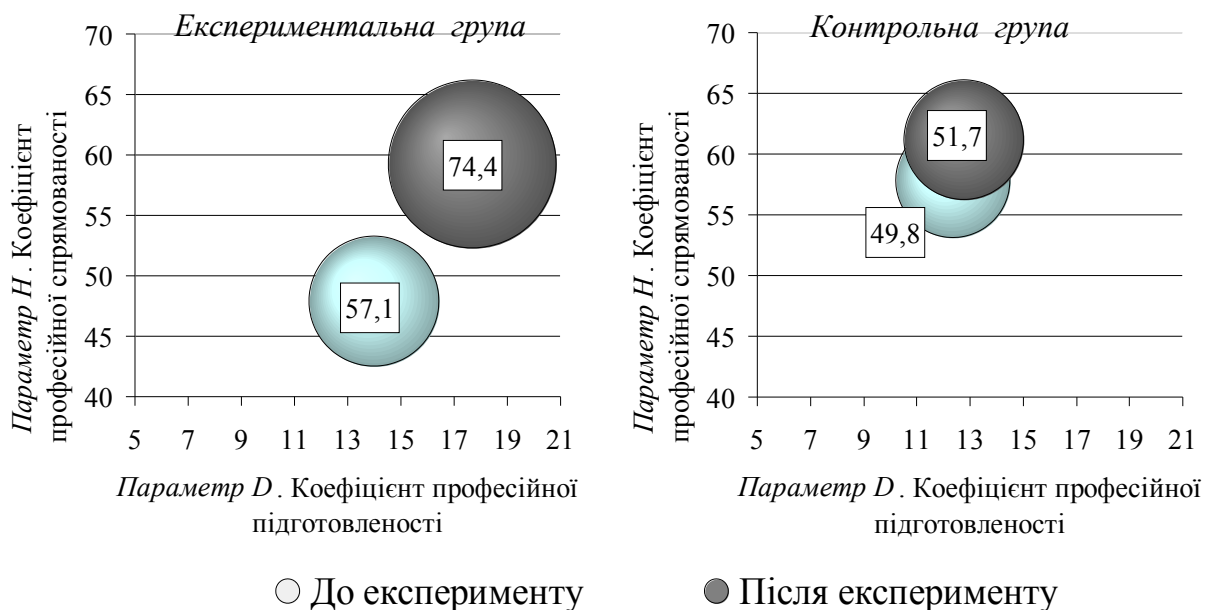 Експериментальна група
70
65
60
55
50
45
40
5 7 9 11 13 15 17 19 21
74,4
57,1
Параметр Н. Коефіцієнт
професійної спрямованості
Параметр D. Коефіцієнт професійної
підготовленості
Контрольна група
70
65
60
55
50
45
40
5 7 9 11 13 15 17 19 21
51,7
49,8
Параметр Н. Коефіцієнт
професійної спрямованості
Параметр D. Коефіцієнт професійної
підготовленості
До експерименту
Після експерименту